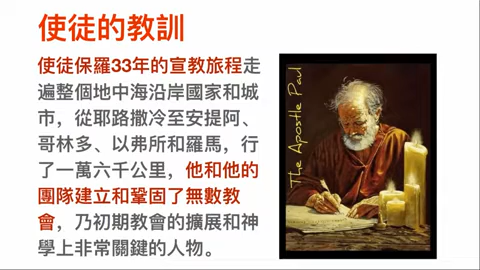 使徒的教訓
使徒保羅33年的宣教旅程走
遍整個地中海沿岸國家和城
市，從耶路撒冷至安提阿、
哥林多、以弗所和羅馬，行
了一萬六千公里，他和他的
團隊建立和鞏固了無數教
會，乃初期教會的擴展和神
學上非常關鍵的人物。
The Apostle Paul